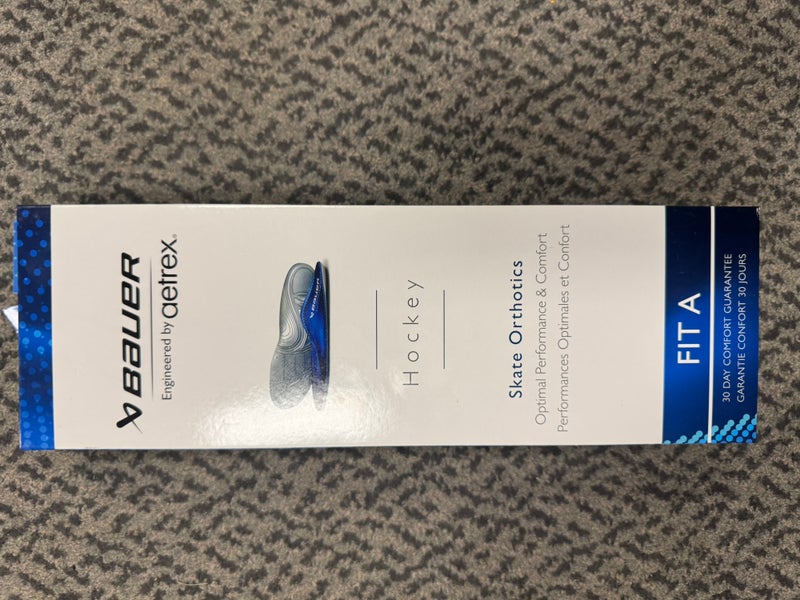 BAUER
Engineered by aetrex®
BAUER
Hockey
Skate Orthotics
Optimal Performance & Comfort
Performances Optimales et Confort
FIT A
30 DAY COMFORT GUARANTEE
GARANTIE CONFORT 30 JOURS